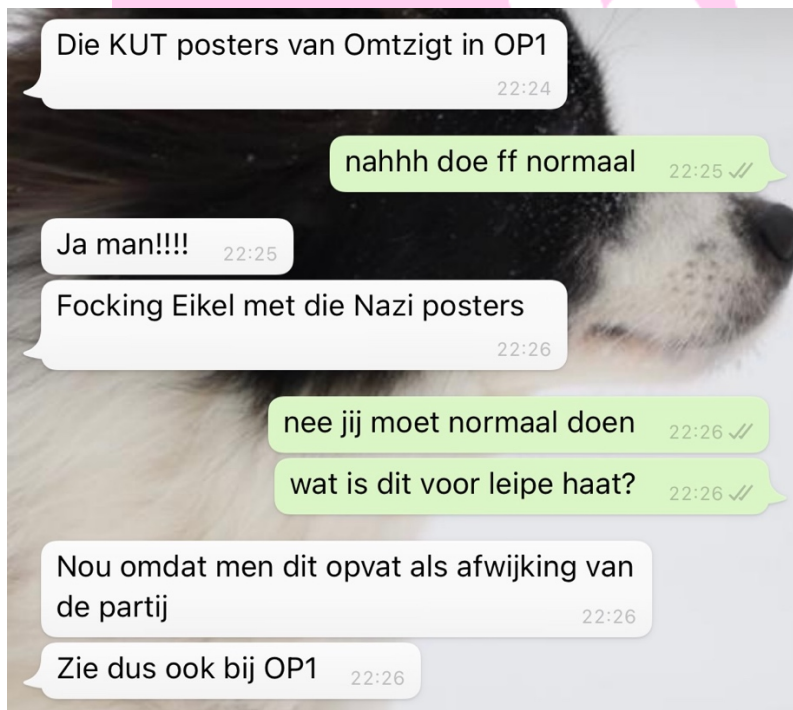 Die KUT posters van Omtzigt in OP1
22:24
nahhh doe ff normaal 22:25
Ja man!!!! 22:25
Focking Eikel met die Nazi posters
22:26
nee jij moet normaal doen 22:26
wat is dit voor leipe haat? 22:26
Nou omdat men dit opvat als afwijking van
de partij 22:26
Zie dus ook bij OP1 22:26